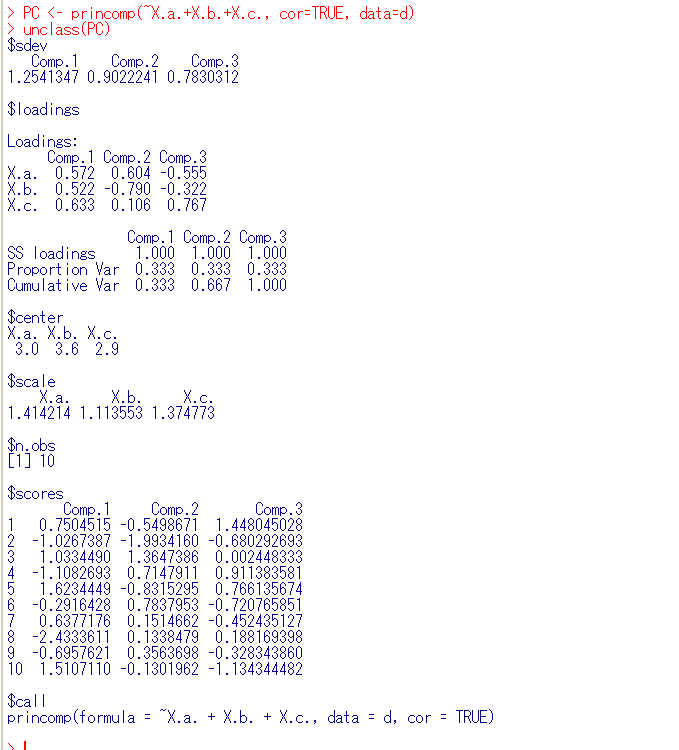 > PC <- princomp(~X.a.+X.b.+X.c., cor=TRUE, data=d)
> unclass(PC)
$sdev
Comp.1 Comp.2 Comp.3
1.2541347 0.9022241 0.7830312
$loadings
Loadings:
Comp.1 Comp.2 Comp.3
X.a. 0.572 0.604 -0.555
X.b. 0.522 -0.790 -0.322
X.c. 0.633 0.106 0.767
Comp.1 Comp.2 Comp.3
SS loadings 1.000 1.000 1.000
Proportion Var 0.333 0.333 0.333
Cumulative Var 0.333 0.667 1.000
$center
X.a. X.b. X.c.
3.0 3.6 2.9
$scale
X.a. X.b. X.c.
1.414214 1.113553 1.374773
$n.obs
[1] 10
$scores
Comp.1 Comp.2 Comp.3
1 0.7504515 -0.5498671 1.448045028
2 -1.0267387 -1.9934160 -0.680292693
3 1.0334490 1.3647386 0.002448333
4 -1.1082693 0.7147911 0.911383581
5 1.6234449 -0.8315295 0.766135674
6 -0.2916428 0.7837953 -0.720765851
7 0.6377176 0.1514662 -0.452435127
8 -2.4333611 0.1338479 0.188169398
9 -0.6957621 0.3563698 -0.328343860
10 1.5107110 -0.1301962 -1.134344482
$call
princomp(formula = ~X.a. + X.b. + X.c., data = d, cor = TRUE)
>